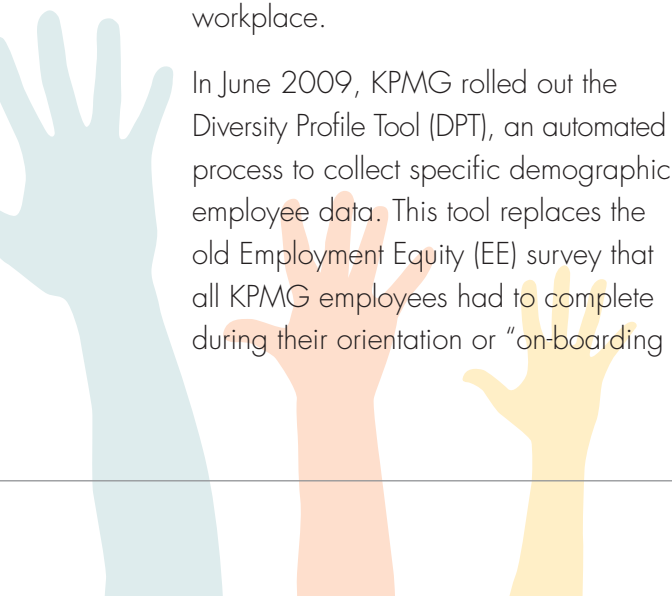 workplace.
In June 2009, KPMG rolled out the
Diversity Profile Tool (DPT), an automated
process to collect specific demographic
employee data. This tool replaces the
old Employment Equity (EE) survey that
all KPMG employees had to complete
during their orientation or “on-boarding